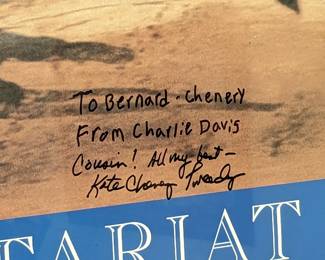 To Bernard - Chenery
From Charlie Davis
Cousin! All my best -
Kate Chenery Tweedy
TARIAT